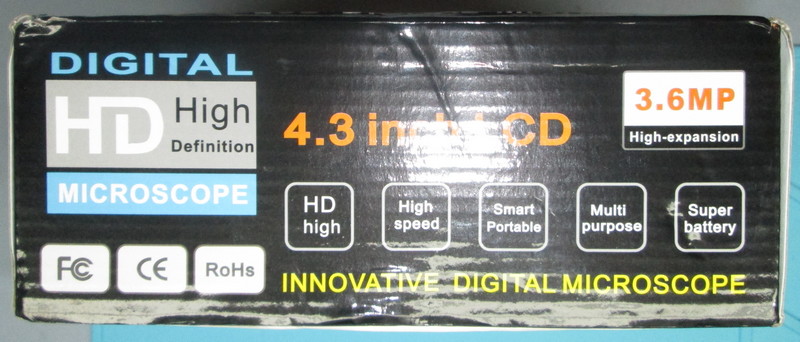 DIGITAL
HD High
Definition
MICROSCOPE
4.3 inch LCD
3.6MP
High-expansion
HD
high
High
speed
Smart
Portable
Multi
purpose
Super
battery
FC CE RoHs
INNOVATIVE DIGITAL MICROSCOPE